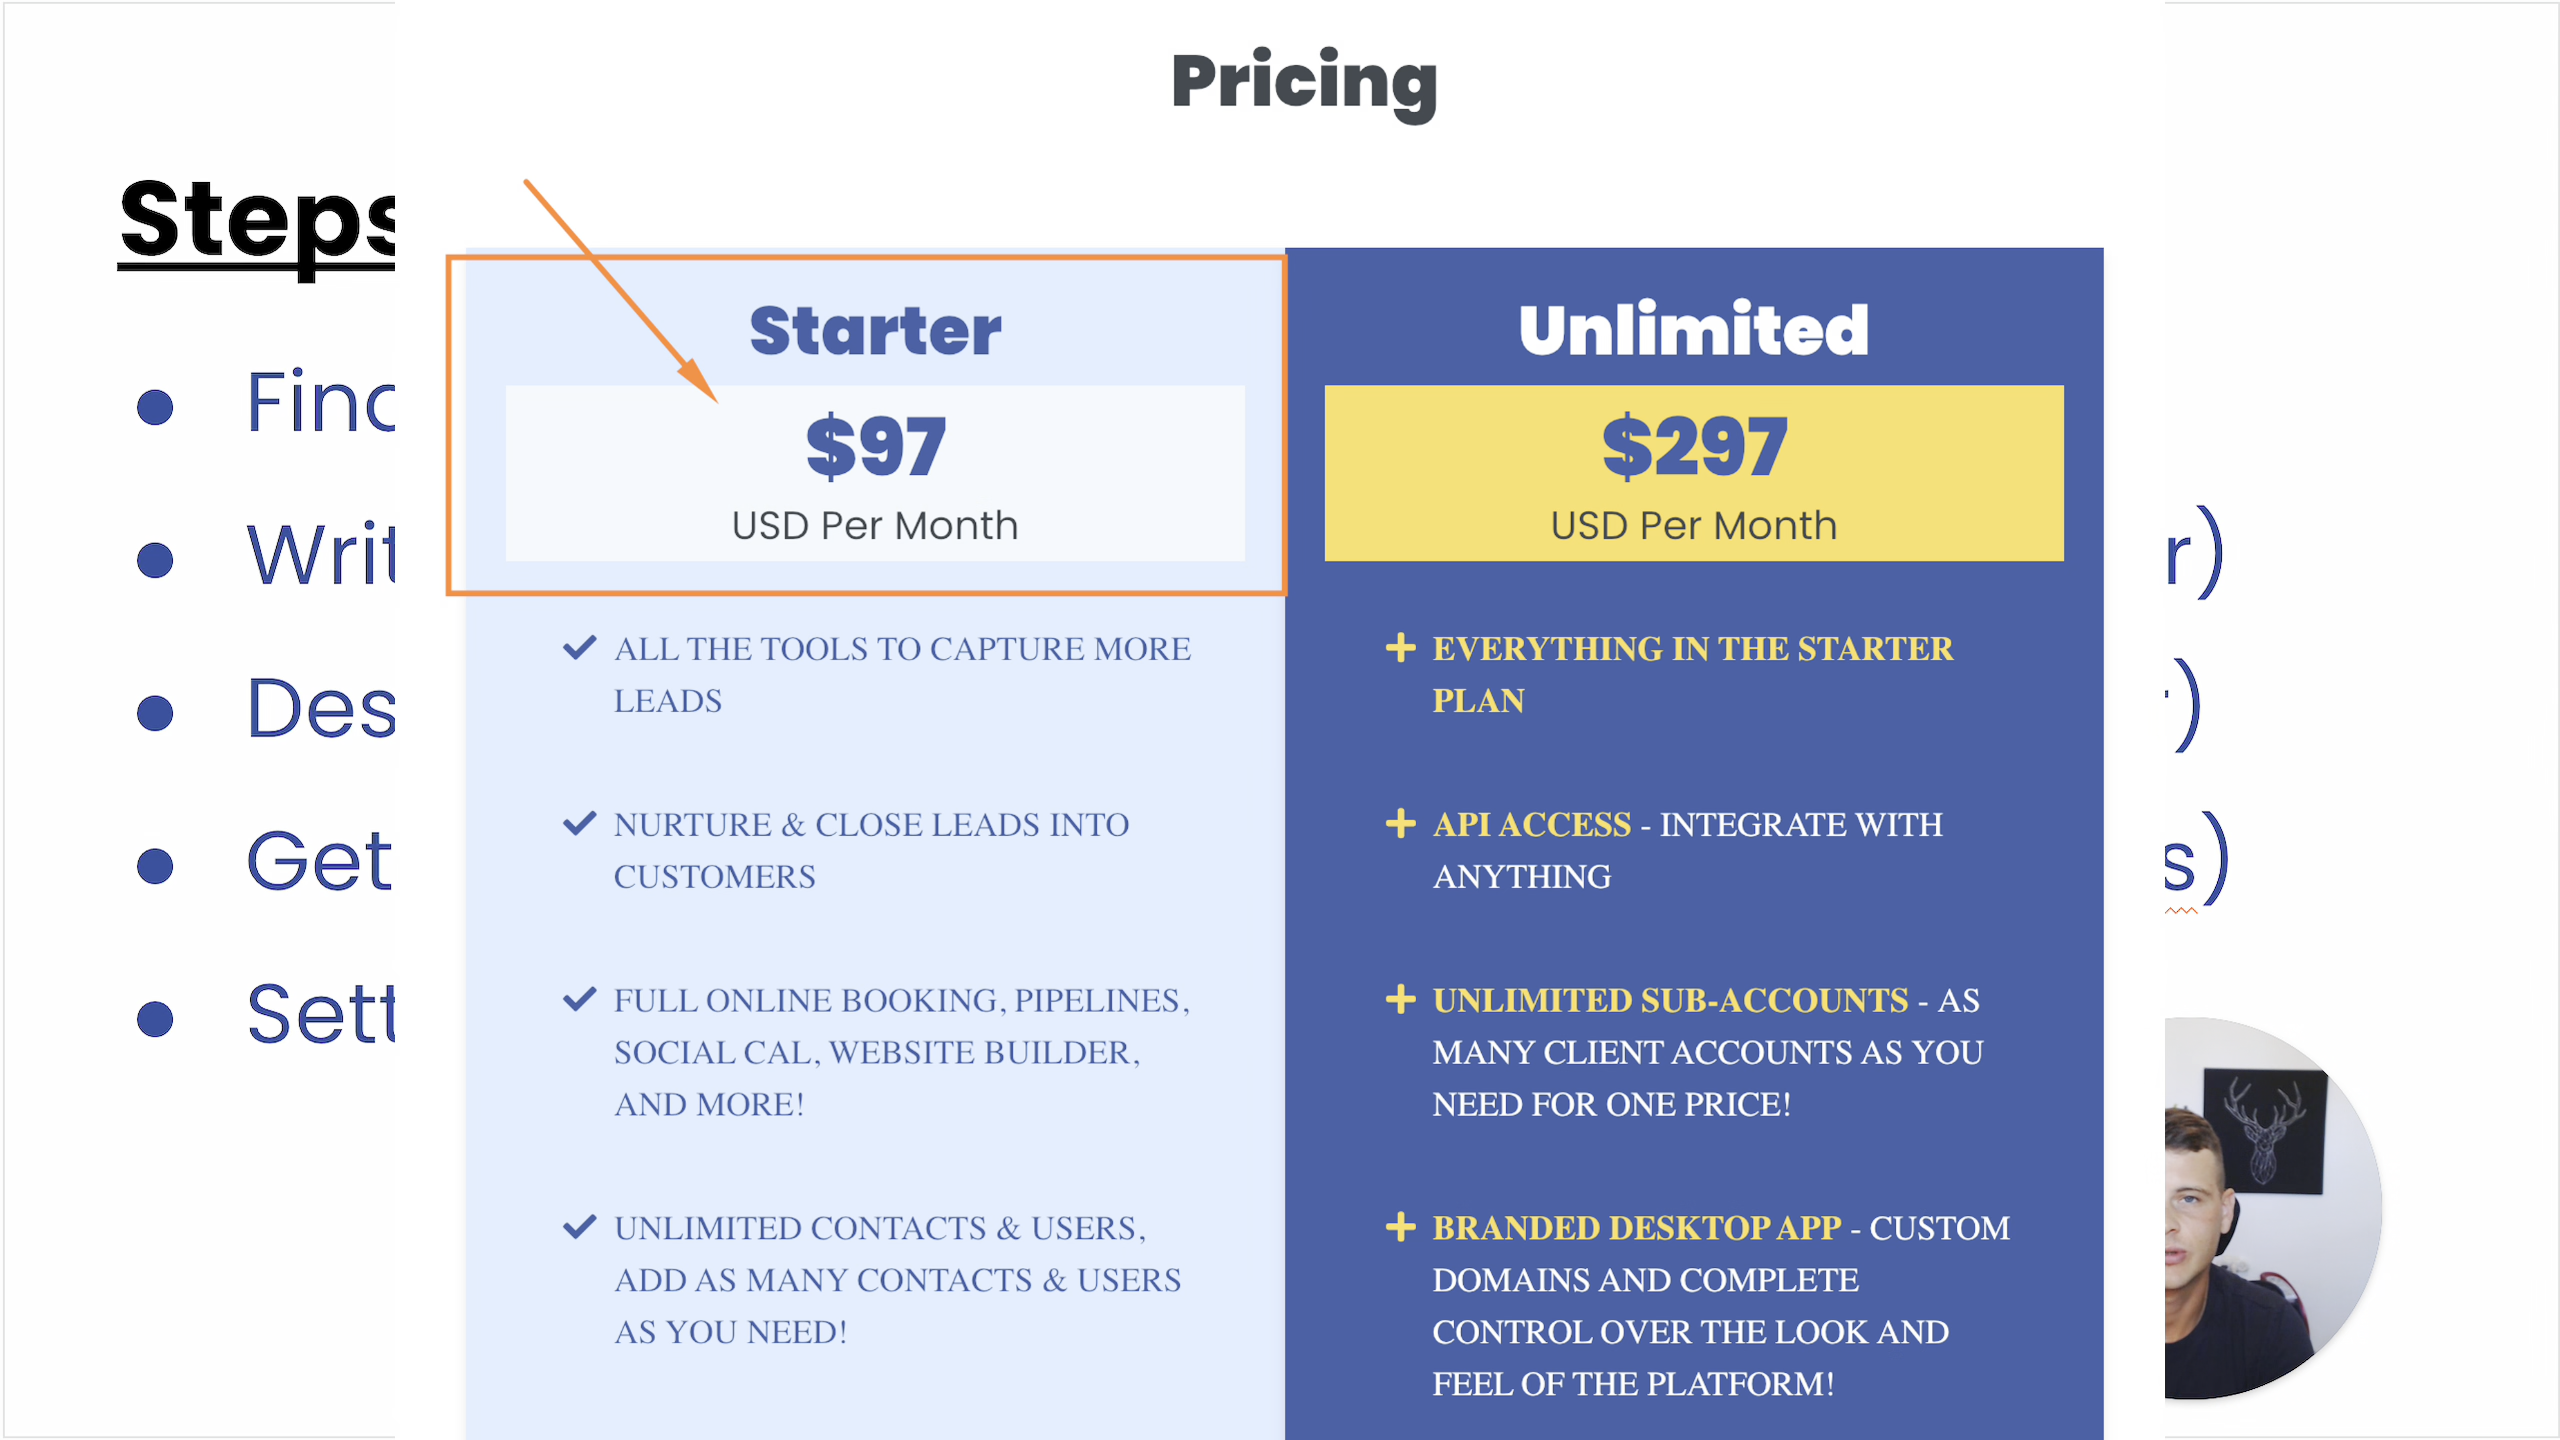 Pricing
Steps
Starter
Unlimited
$97
USD Per Month
$297
USD Per Month
ALL THE TOOLS TO CAPTURE MORE
LEADS
NURTURE & CLOSE LEADS INTO
CUSTOMERS
FULL ONLINE BOOKING, PIPELINES,
SOCIAL CAL, WEBSITE BUILDER,
AND MORE!
UNLIMITED CONTACTS & USERS,
ADD AS MANY CONTACTS & USERS
AS YOU NEED!
EVERYTHING IN THE STARTER
PLAN
API ACCESS - INTEGRATE WITH
ANYTHING
UNLIMITED SUB-ACCOUNTS - AS
MANY CLIENT ACCOUNTS AS YOU
NEED FOR ONE PRICE!
BRANDED DESKTOP APP - CUSTOM
DOMAINS AND COMPLETE
CONTROL OVER THE LOOK AND
FEEL OF THE PLATFORM!
Get